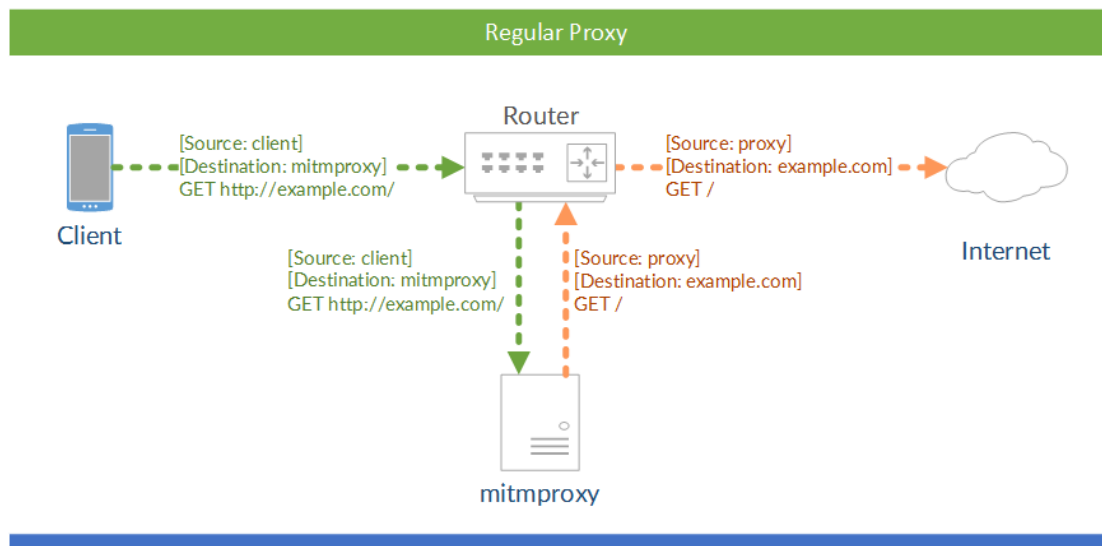 Regular Proxy
Router
[Source: client]
[Destination: mitmproxy]
GET http://example.com/
[Source: proxy]
[Destination: example.com]
GET /
Client
Internet
[Source: client]
[Destination: mitmproxy]
GET http://example.com/
[Source: proxy]
[Destination: example.com]
GET /
mitmproxy